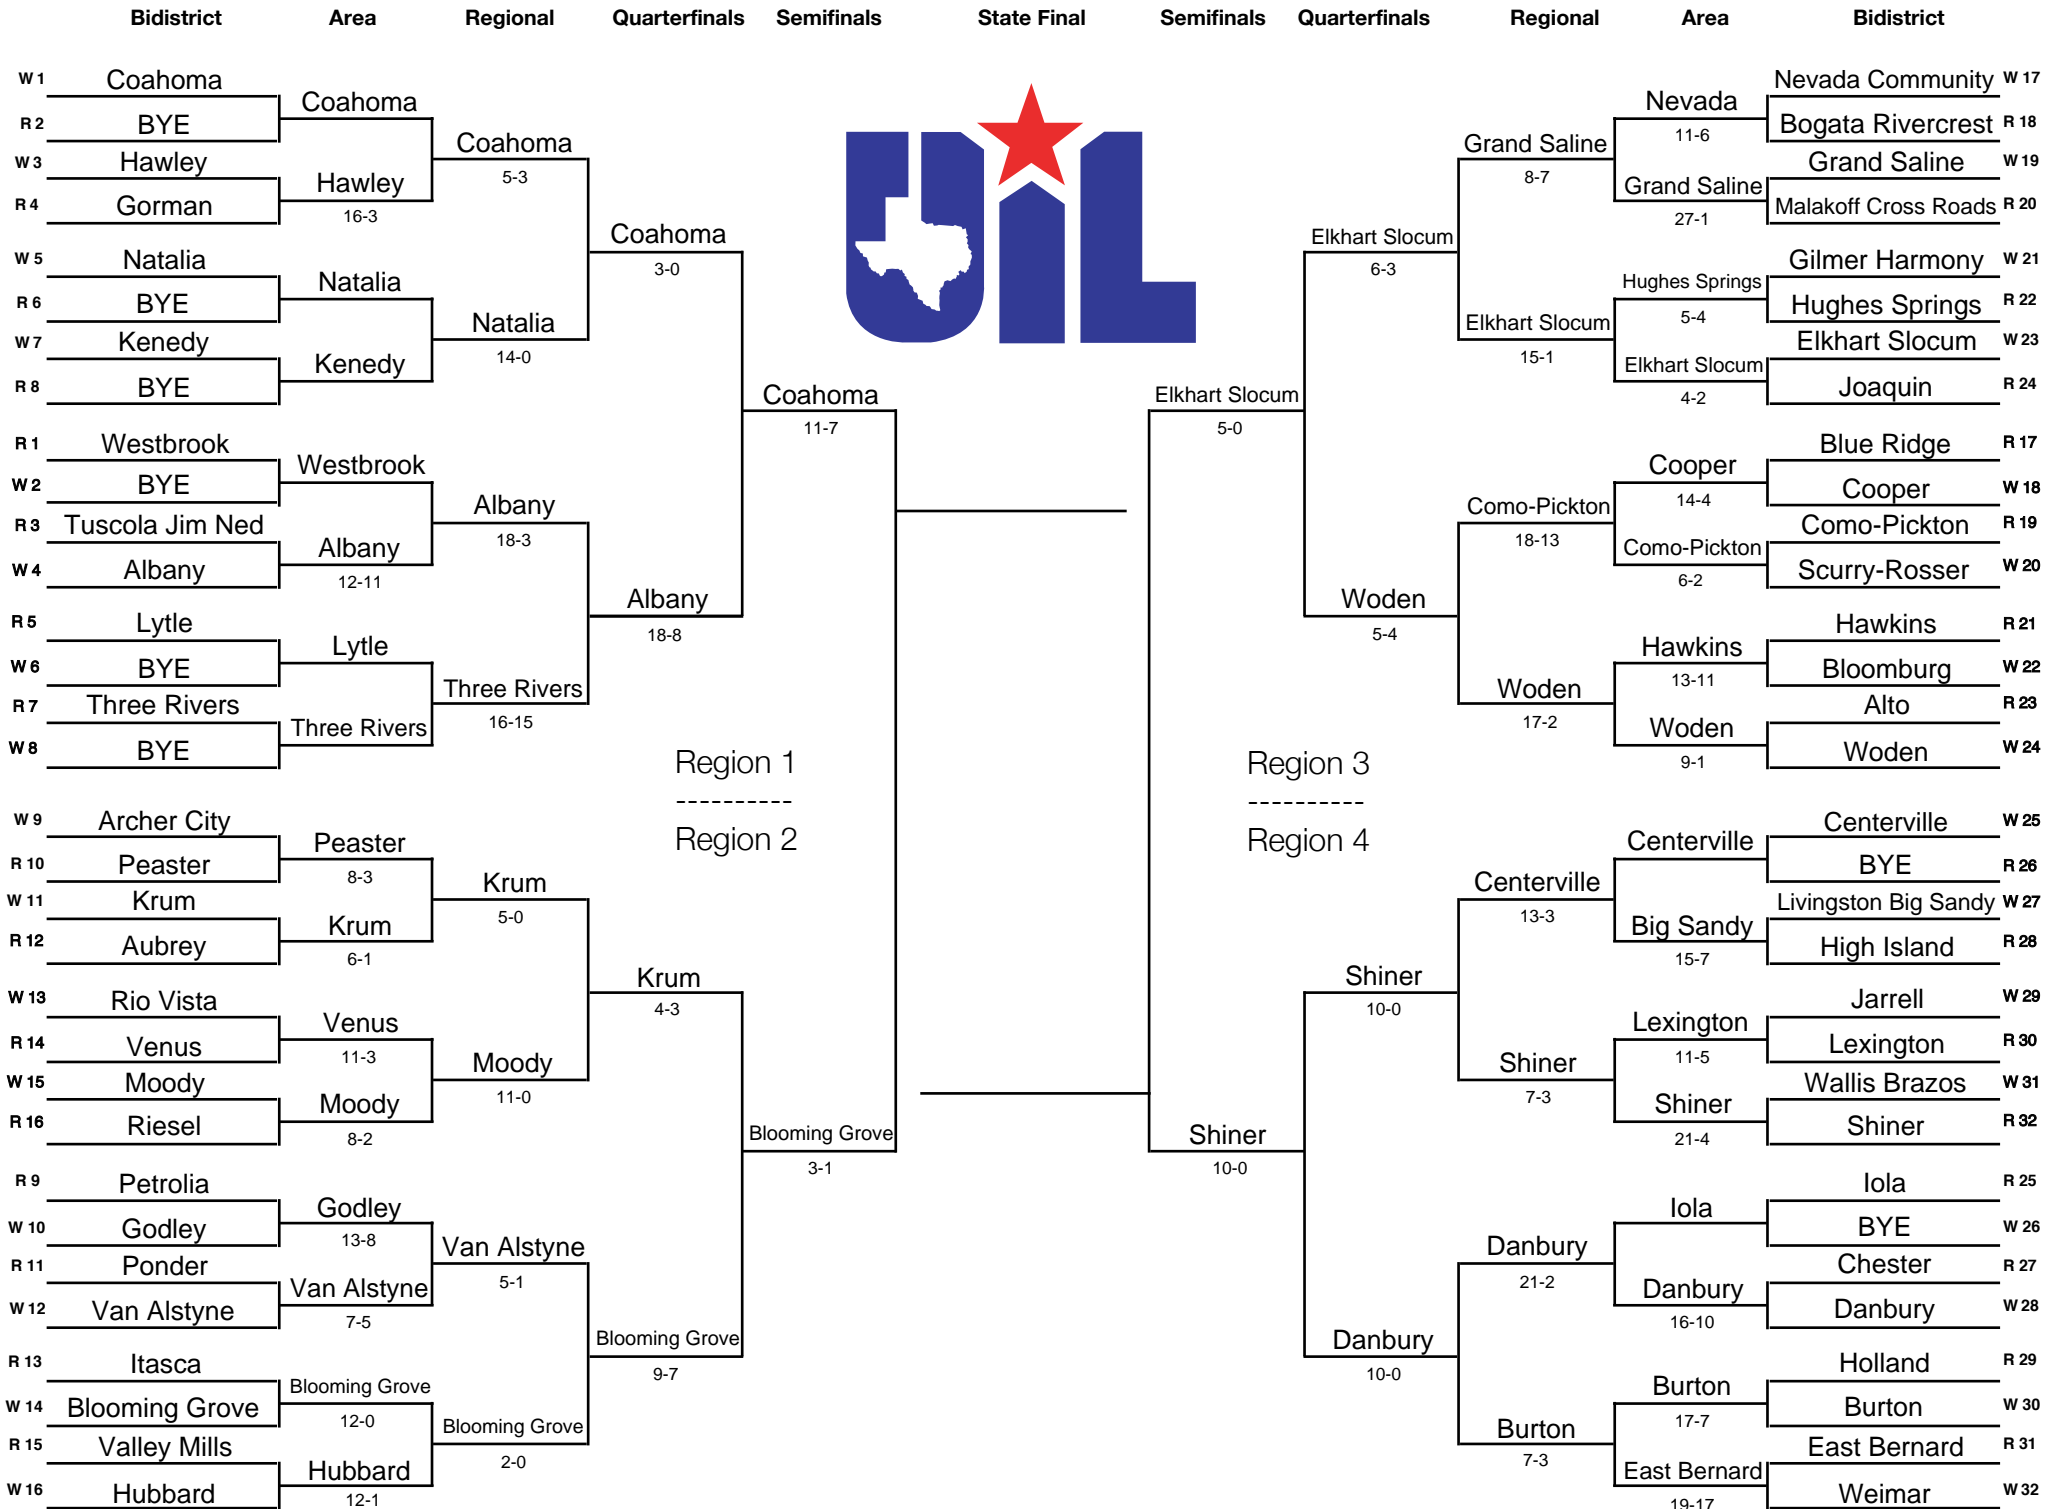 Bidistrict Area Regional Quarterfinals Semifinals State Final Semifinals Quarterfinals Regional Area Bidistrict
W 1 Coahoma
R 2 BYE
W 3 Hawley
R 4 Gorman
W 5 Natalia
R 6 BYE
W 7 Kenedy
R 8 BYE
R 1 Westbrook
W 2 BYE
R 3 Tuscola Jim Ned
W 4 Albany
R 5 Lytle
W 6 BYE
R 7 Three Rivers
W 8 BYE
W 9 Archer City
R 10 Peaster
W 11 Krum
R 12 Aubrey
W 13 Rio Vista
R 14 Venus
W 15 Moody
R 16 Riesel
R 9 Petrolia
W 10 Godley
R 11 Ponder
W 12 Van Alstyne
R 13 Itasca
W 14 Blooming Grove
R 15 Valley Mills
W 16 Hubbard
Coahoma
Hawley
16-3
Natalia
Kenedy
Westbrook
Albany
12-11
Lytle
Three Rivers
Peaster
8-3
Krum
6-1
Venus
11-3
Moody
8-2
Godley
13-8
Van Alstyne
7-5
Blooming Grove
12-0
Hubbard
12-1
Coahoma
5-3
Natalia
14-0
Albany
18-3
Three Rivers
16-15
Krum
5-0
Moody
11-0
Van Alstyne
5-1
Blooming Grove
2-0
Coahoma
3-0
Albany
18-8
Krum
4-3
Blooming Grove
9-7
Coahoma
11-7
Blooming Grove
3-1
Region 1
----------
Region 2
UIL
Region 3
----------
Region 4
Elkhart Slocum
5-0
Shiner
10-0
Elkhart Slocum
6-3
Woden
5-4
Shiner
10-0
Danbury
10-0
Grand Saline
8-7
Elkhart Slocum
15-1
Como-Pickton
18-13
Woden
17-2
Centerville
13-3
Shiner
7-3
Danbury
21-2
Burton
7-3
Nevada
11-6
Grand Saline
27-1
Hughes Springs
5-4
Elkhart Slocum
4-2
Cooper
14-4
Como-Pickton
6-2
Hawkins
13-11
Woden
9-1
Centerville
Big Sandy
15-7
Lexington
11-5
Shiner
21-4
Iola
Danbury
16-10
Burton
17-7
East Bernard
19-17
Nevada Community W 17
Bogata Rivercrest R 18
Grand Saline W 19
Malakoff Cross Roads R 20
Gilmer Harmony W 21
Hughes Springs R 22
Elkhart Slocum W 23
Joaquin R 24
Blue Ridge R 17
Cooper W 18
Como-Pickton R 19
Scurry-Rosser W 20
Hawkins R 21
Bloomburg W 22
Alto R 23
Woden W 24
Centerville W 25
BYE R 26
Livingston Big Sandy W 27
High Island R 28
Jarrell W 29
Lexington R 30
Wallis Brazos W 31
Shiner R 32
Iola R 25
BYE W 26
Chester R 27
Danbury W 28
Holland R 29
Burton W 30
East Bernard R 31
Weimar W 32